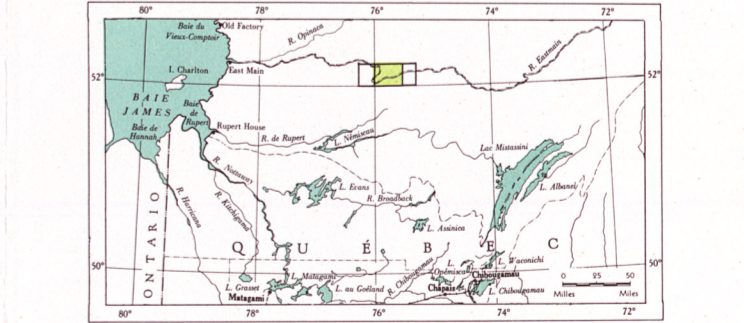 80°
78°
76°
74°
72°
Baie du
Vieux-Comptoir
Old Factory
R. Opinaca
R. Eastmain
52°
East Main
52°
I. Charlton
BAIE
JAMES
Baie
de
Rupert
Baie de
Hannah
Rupert House
R. de Rupert
L. Némiscau
Lac Mistassini
R. Nottaway
L. Evans
R. Broadback
L. Albanel
R. Harricana
R. Kitchigama
L. Assinica
ONTARIO
QUÉBEC
50°
50°
L. Waconichi
L.
Opémisca
Chibougamau
L. Matagami
R. Chibougamau
L. Grasset
Matagami
L. au Goéland
Chapais
L. Chibougamau
0 25 50
Milles Miles
80°
78°
76°
74°